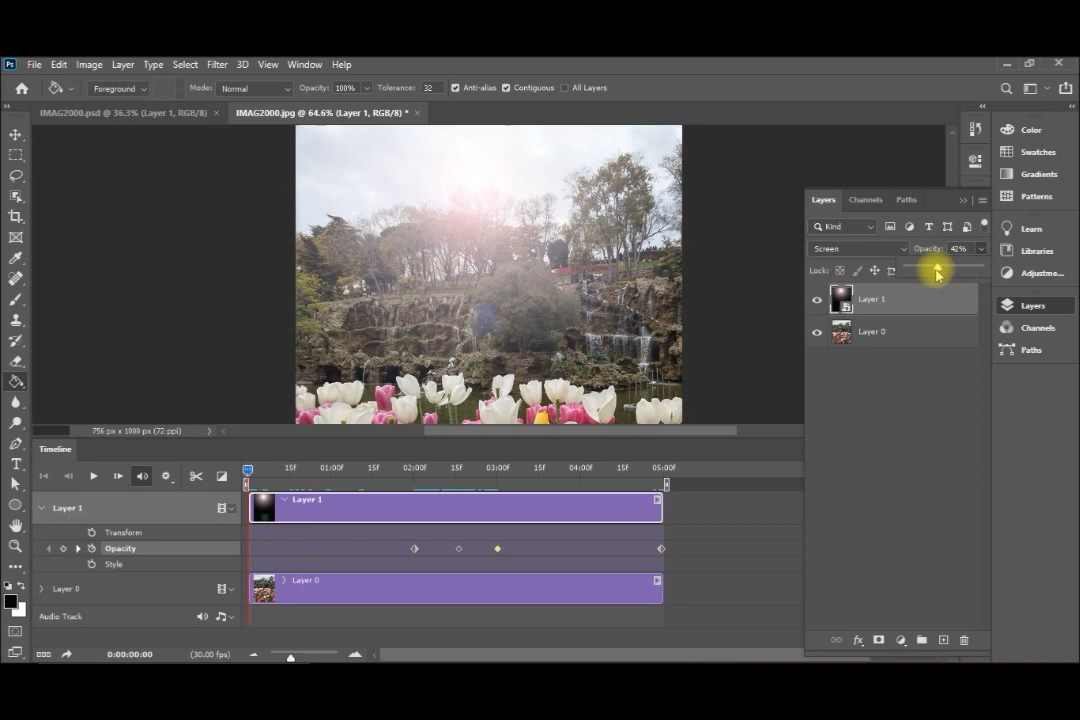 Ps File Edit Image Layer Type Select Filter 3D View Window Help
Foreground Mode: Normal Opacity: 100% Tolerance: 32 Anti-alias Contiguous All Layers
IMAG2000.psd @ 36.3% (Layer 1, RGB/8) × IMAG2000.jpg @ 64.6% (Layer 1, RGB/8) * ×
Color
Swatches
Gradients
Patterns
Learn
Libraries
Adjustme...
Layers
Channels
Paths
Layers Channels Paths
Kind
Screen Opacity: 42%
Lock:
Layer 1
Layer 0
fx
756 px x 1008 px (72 ppi)
Timeline
15f 01:00f 15f 02:00f 15f 03:00f 15f 04:00f 15f 05:00f
Layer 1 Layer 1
Transform
Opacity
Style
Layer 0 Layer 0
Audio Track
0:00:00:00 (30.00 fps)